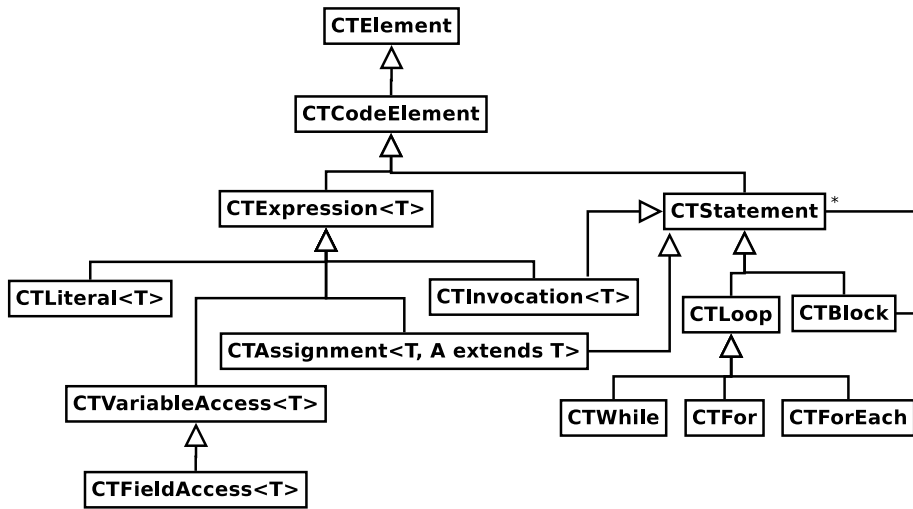 CTElement
CTCodeElement
CTExpression<T>
CTStatement
*
CTLiteral<T>
CTInvocation<T>
CTLoop
CTBlock
CTAssignment<T, A extends T>
CTVariableAccess<T>
CTWhile
CTFor
CTForEach
CTFieldAccess<T>